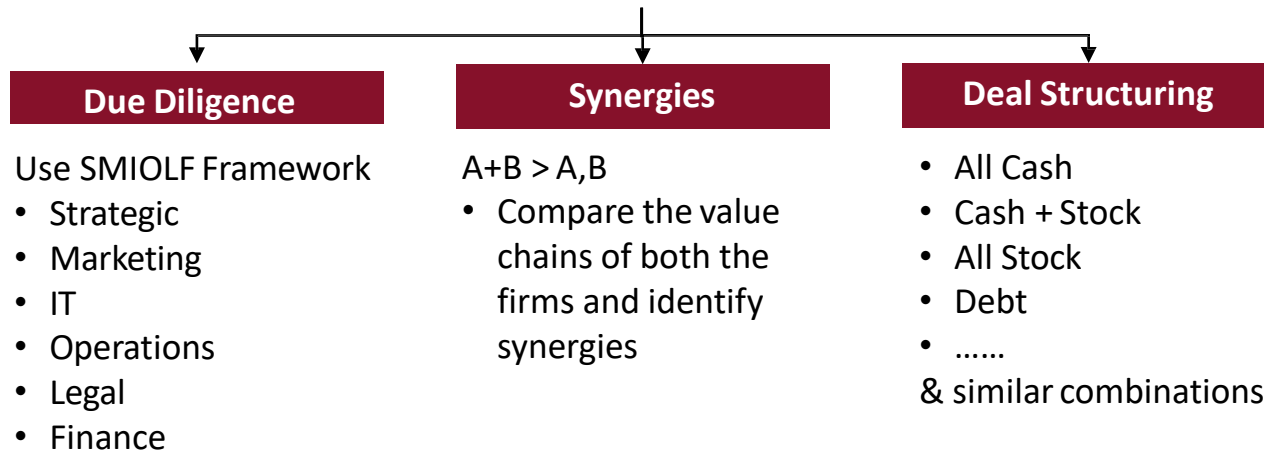 Due Diligence
Use SMIOLF Framework
• Strategic
• Marketing
• IT
• Operations
• Legal
• Finance
Synergies
A+B > A,B
• Compare the value
chains of both the
firms and identify
synergies
Deal Structuring
• All Cash
• Cash + Stock
• All Stock
• Debt
• ......
& similar combinations